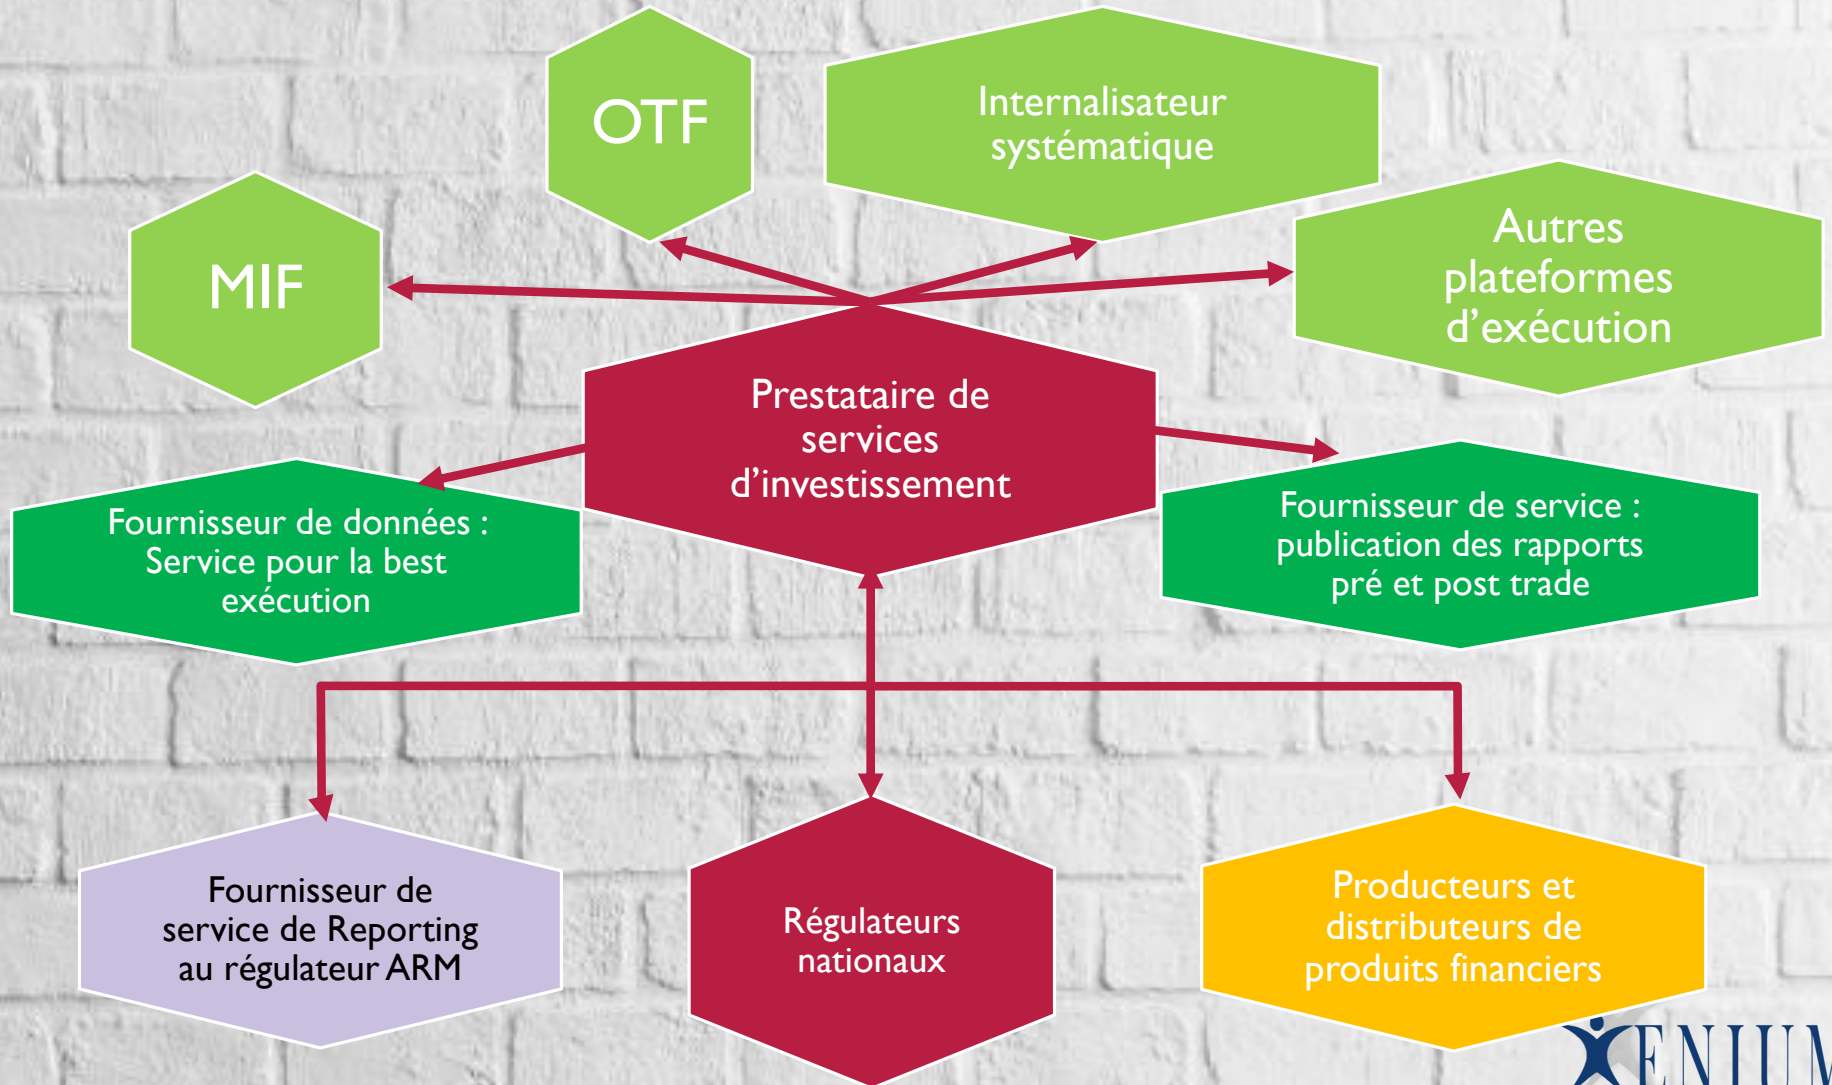 OTF
Internalisateur
systématique
MIF
Autres
plateformes
d'exécution
Prestataire de
services
d'investissement
Fournisseur de données :
Service pour la best
exécution
Fournisseur de service :
publication des rapports
pré et post trade
Fournisseur de
service de Reporting
au régulateur ARM
Régulateurs
nationaux
Producteurs et
distributeurs de
produits financiers
XENIUM